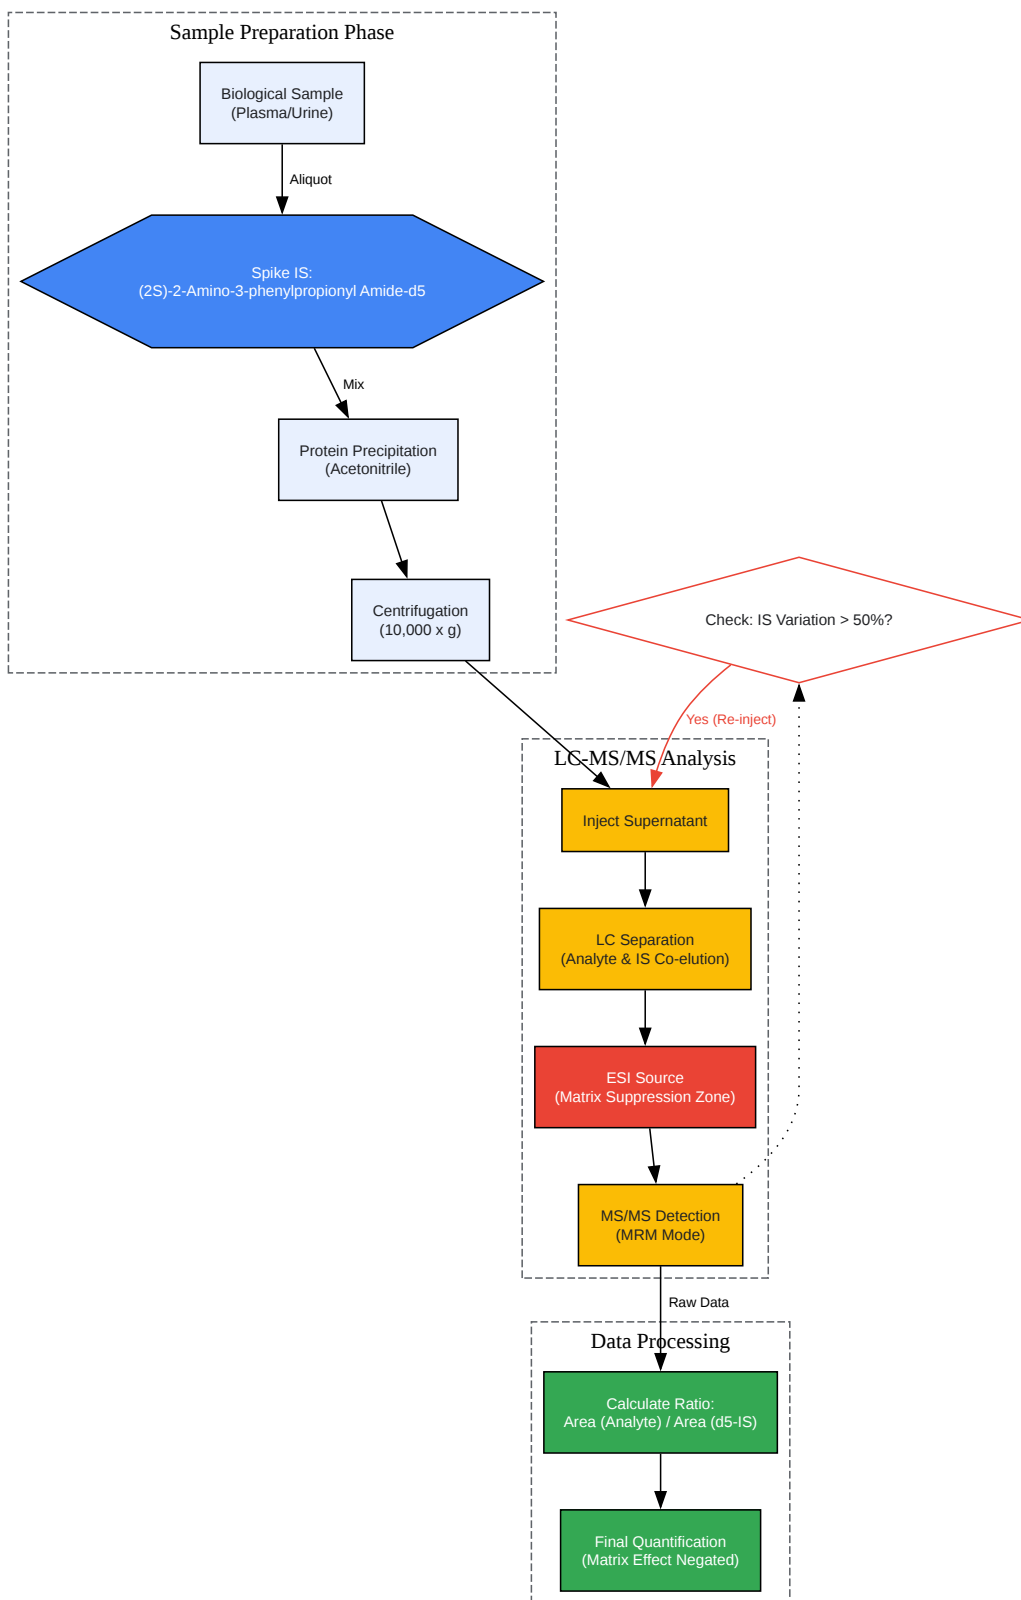 Sample Preparation Phase
Biological Sample
(Plasma/Urine)
Aliquot
Spike IS:
(2S)-2-Amino-3-phenylpropionyl Amide-d5
Mix
Protein Precipitation
(Acetonitrile)
Centrifugation
(10,000 x g)
Check: IS Variation > 50%?
Yes (Re-inject)
LC-MS/MS Analysis
Inject Supernatant
LC Separation
(Analyte & IS Co-elution)
ESI Source
(Matrix Suppression Zone)
MS/MS Detection
(MRM Mode)
Raw Data
Data Processing
Calculate Ratio:
Area (Analyte) / Area (d5-IS)
Final Quantification
(Matrix Effect Negated)